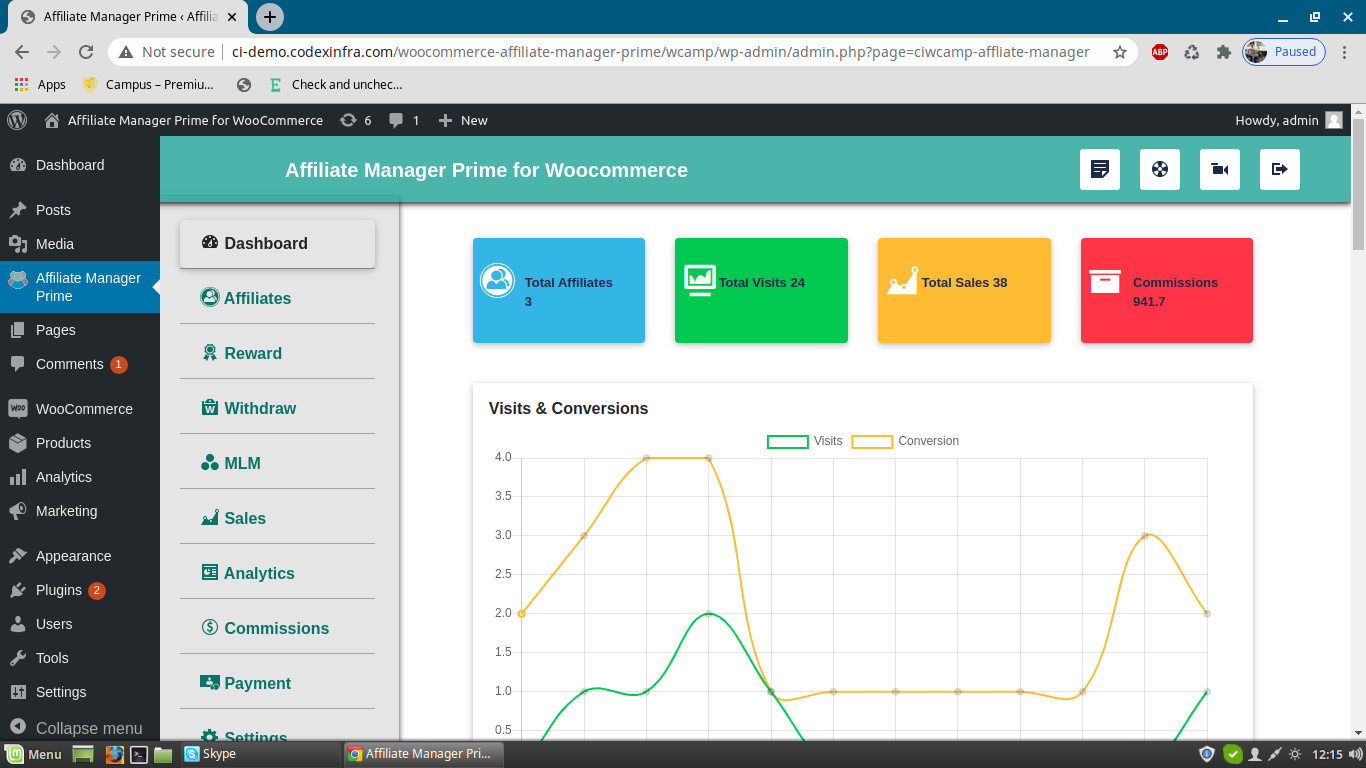 Affiliate Manager Prime ‹ Affilia
Not secure
ci-demo.codexinfra.com/woocommerce-affiliate-manager-prime/wcamp/wp-admin/admin.php?page=ciwcamp-affliate-manager
ABP
Paused
Apps
Campus – Premiu...
Check and unchec...
Affiliate Manager Prime for WooCommerce
6
1
New
Howdy, admin
Dashboard
Posts
Media
Affiliate Manager
Prime
Pages
Comments 1
WooCommerce
Products
Analytics
Marketing
Appearance
Plugins 2
Users
Tools
Settings
Collapse menu
Affiliate Manager Prime for Woocommerce
Dashboard
Affiliates
Reward
Withdraw
MLM
Sales
Analytics
Commissions
Payment
Settings
Total Affiliates
3
Total Visits 24
Total Sales 38
Commissions
941.7
Visits & Conversions
Visits
Conversion
4.0
3.5
3.0
2.5
2.0
1.5
1.0
0.5
Menu
Skype
Affiliate Manager Pri...
12:15